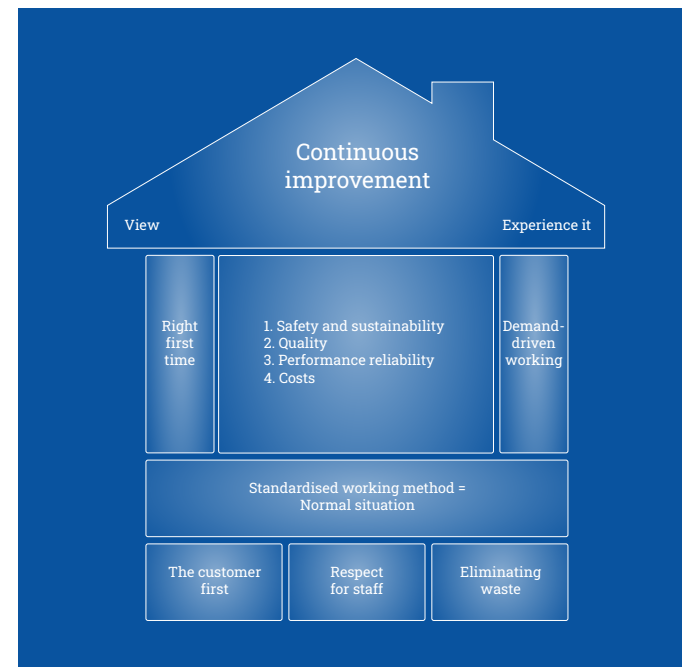 Continuous
improvement
View
Experience it
Right
first
time
1. Safety and sustainability
2. Quality
3. Performance reliability
4. Costs
Demand-
driven
working
Standardised working method =
Normal situation
The customer
first
Respect
for staff
Eliminating
waste